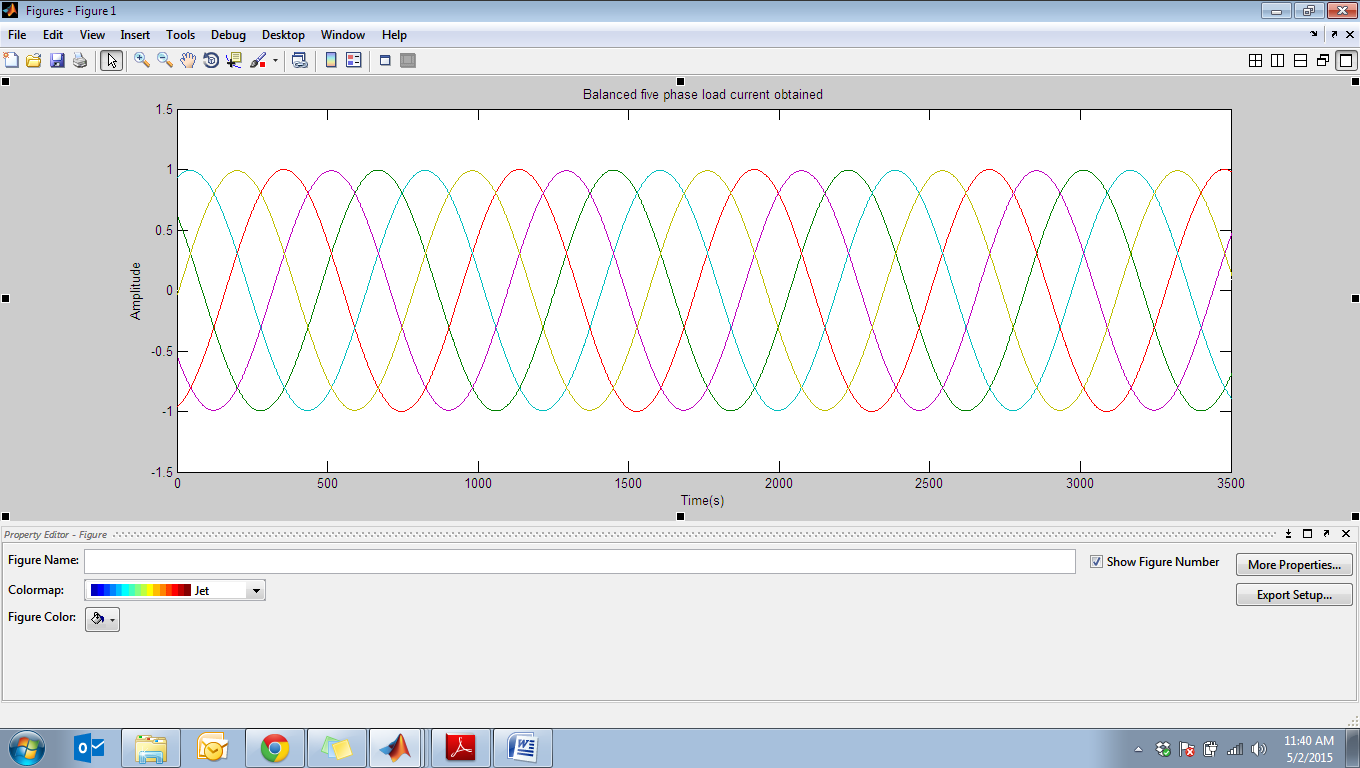 Figures - Figure 1
File Edit View Insert Tools Debug Desktop Window Help
Balanced five phase load current obtained
1.5
1
0.5
0
-0.5
-1
-1.5
Amplitude
0 500 1000 1500 2000 2500 3000 3500
Time(s)
Property Editor - Figure
Figure Name:
Show Figure Number
More Properties...
Colormap:
Jet
Export Setup...
Figure Color:
11:40 AM
5/2/2015